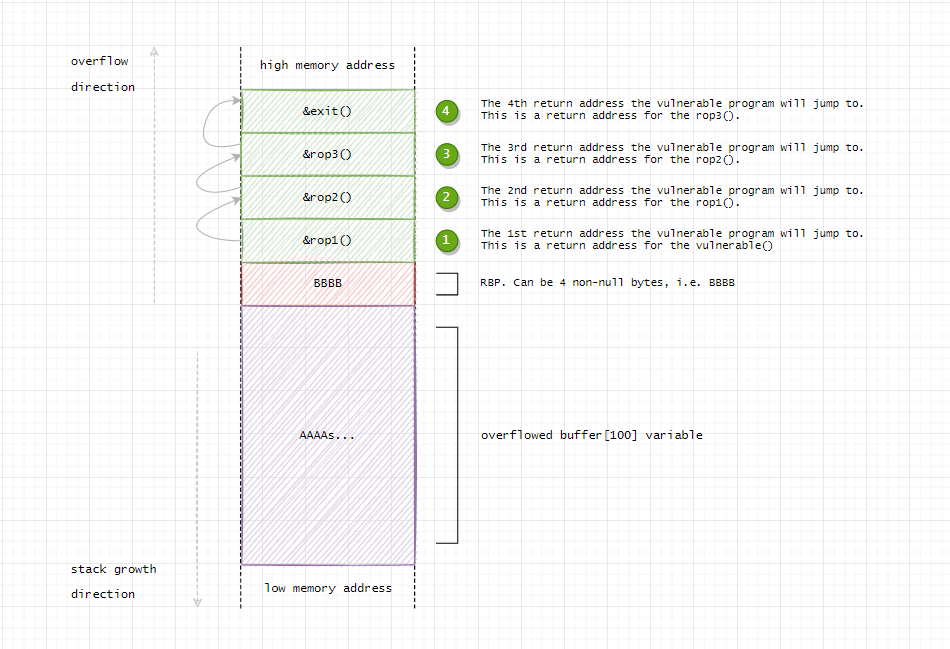 overflow
direction
high memory address
&exit()
4
The 4th return address the vulnerable program will jump to.
This is a return address for the rop3().
&rop3()
3
The 3rd return address the vulnerable program will jump to.
This is a return address for the rop2().
&rop2()
2
The 2nd return address the vulnerable program will jump to.
This is a return address for the rop1().
&rop1()
1
The 1st return address the vulnerable program will jump to.
This is a return address for the vulnerable()
BBBB
RBP. Can be 4 non-null bytes, i.e. BBBB
AAAAs...
overflowed buffer[100] variable
stack growth
direction
low memory address